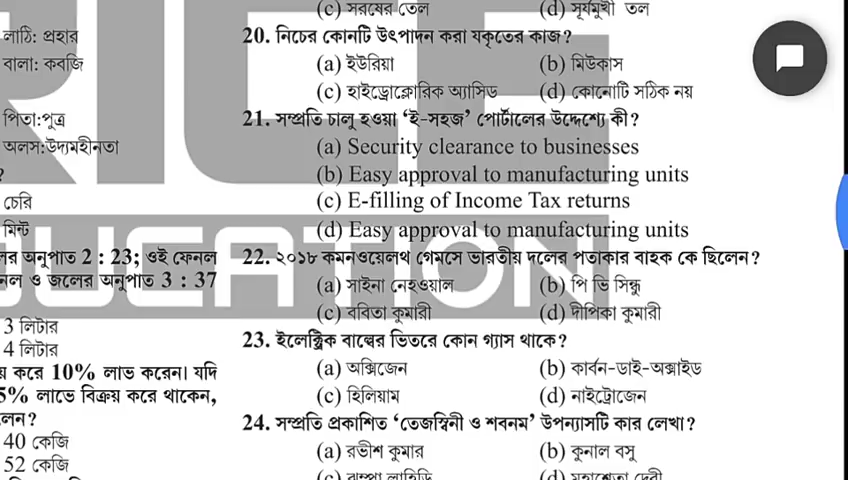 লাঠি: প্রহার
বালা: কবজি
পিতা:পুত্র
অলস:উদ্যমহীনতা
?
চেরি
মিন্ট
লের অনুপাত 2 : 23; ওই ফেনল
নল ও জলের অনুপাত 3 : 37
3 লিটার
4 লিটার
য় করে 10% লাভ করেন। যদি
5% লাভে বিক্রয় করে থাকেন,
লেন?
40 কেজি
52 কেজি
(c) সরষের তেল (d) সূর্যমুখী তল
20. নিচের কোনটি উৎপাদন করা যকৃতের কাজ?
(a) ইউরিয়া (b) মিউকাস
(c) হাইড্রোক্লোরিক অ্যাসিড (d) কোনোটি সঠিক নয়
21. সম্প্রতি চালু হওয়া ‘ই-সহজ’ পোর্টালের উদ্দেশ্যে কী?
(a) Security clearance to businesses
(b) Easy approval to manufacturing units
(c) E-filling of Income Tax returns
(d) Easy approval to manufacturing units
22. ২০১৮ কমনওয়েলথ গেমসে ভারতীয় দলের পতাকার বাহক কে ছিলেন?
(a) সাইনা নেহওয়াল (b) পি ভি সিন্ধু
(c) ববিতা কুমারী (d) দীপিকা কুমারী
23. ইলেক্ট্রিক বাল্বের ভিতরে কোন গ্যাস থাকে?
(a) অক্সিজেন (b) কার্বন-ডাই-অক্সাইড
(c) হিলিয়াম (d) নাইট্রোজেন
24. সম্প্রতি প্রকাশিত ‘তেজস্বিনী ও শবনম’ উপন্যাসটি কার লেখা?
(a) রভীশ কুমার (b) কুনাল বসু
(c) ঝুম্পা লাহিড়ি (d) মহাশ্বেতা দেবী
RICE
EDUCATION